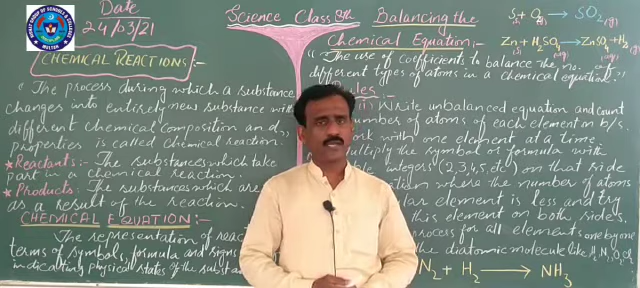 Date
24/03/21
Science Class 8th
CHEMICAL REACTIONS
" The process during which a substance
changes into entirely new substance with
different chemical composition and
properties is called chemical reaction.
★Reactants:- The substances which take
part in a chemical reaction.
★Products:- The substances which are
as a result of the reaction.
CHEMICAL EQUATION:-
The representation of
terms of symbols, formula and signs
indicating physical states of the
Balancing the
Chemical Equation:-
S + O2 → SO2
Zn + H2SO4 → ZnSO4 + H2
" The use of coefficients to balance the no. of
different types of atoms in a chemical equation."
Rules
Write unbalanced equation and count
number of atoms of each element on b/s.
work with one element at a time
multiply the symbol or formula with
integers (2,3,4,5, etc) on that side
where the number of atoms
element is less and try
this element on both sides.
process for all elements one by one
the diatomic molecule like H2, N2, O2, Cl2
N2 + H2 → NH3